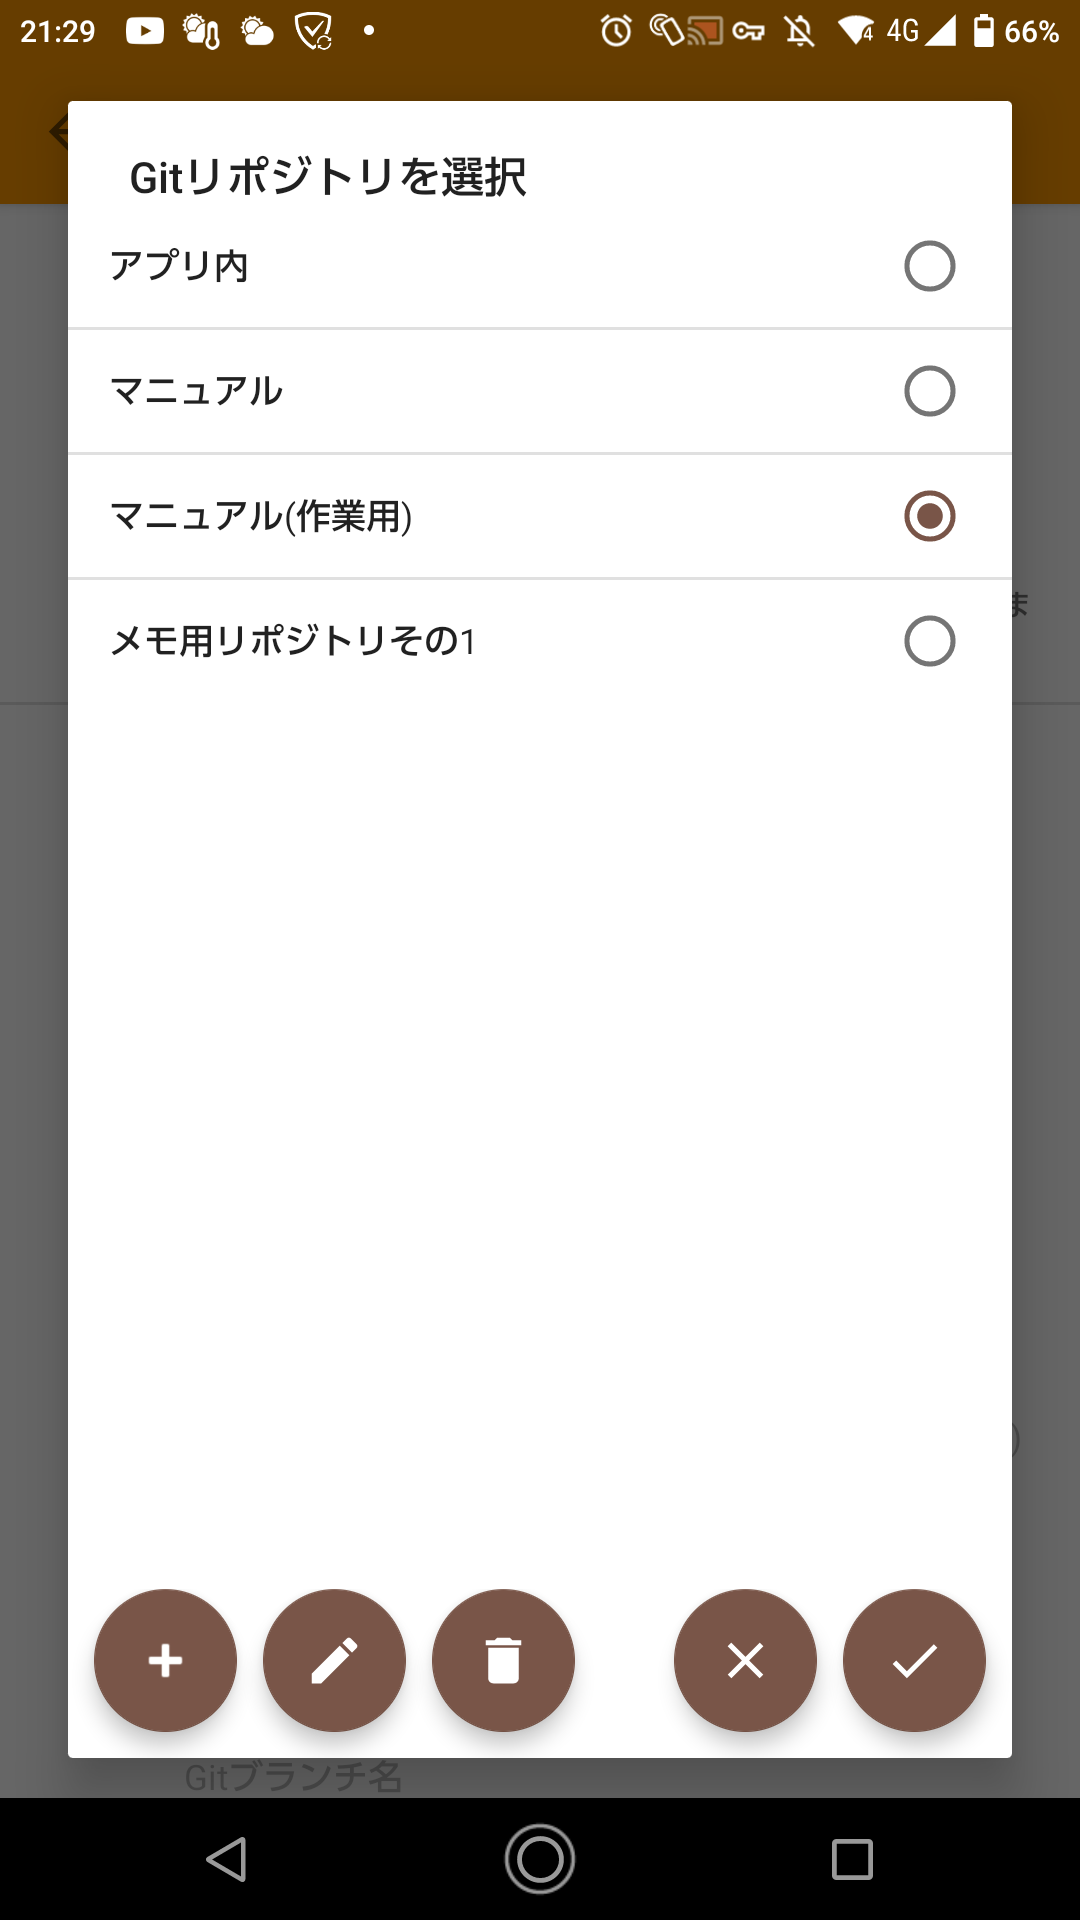 21:29 4 4G 66%
Gitリポジトリを選択
アプリ内
マニュアル
マニュアル(作業用)
ま
メモ用リポジトリその1
Gitブランチ名